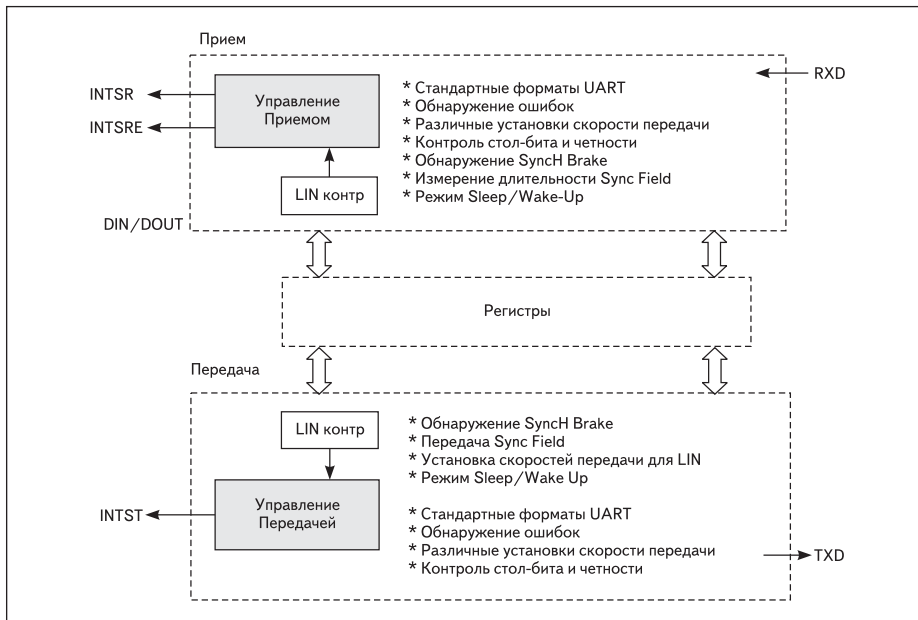 Прием
RXD
INTSR
INTSRE
Управление
Приемом
LIN контр
* Стандартные форматы UART
* Обнаружение ошибок
* Различные установки скорости передачи
* Контроль стол-бита и четности
* Обнаружение SyncH Brake
* Измерение длительности Sync Field
* Режим Sleep/Wake-Up
DIN/DOUT
Регистры
Передача
LIN контр
Управление
Передачей
INTST
* Обнаружение SyncH Brake
* Передача Sync Field
* Установка скоростей передачи для LIN
* Режим Sleep/Wake Up
* Стандартные форматы UART
* Обнаружение ошибок
* Различные установки скорости передачи
* Контроль стол-бита и четности
TXD